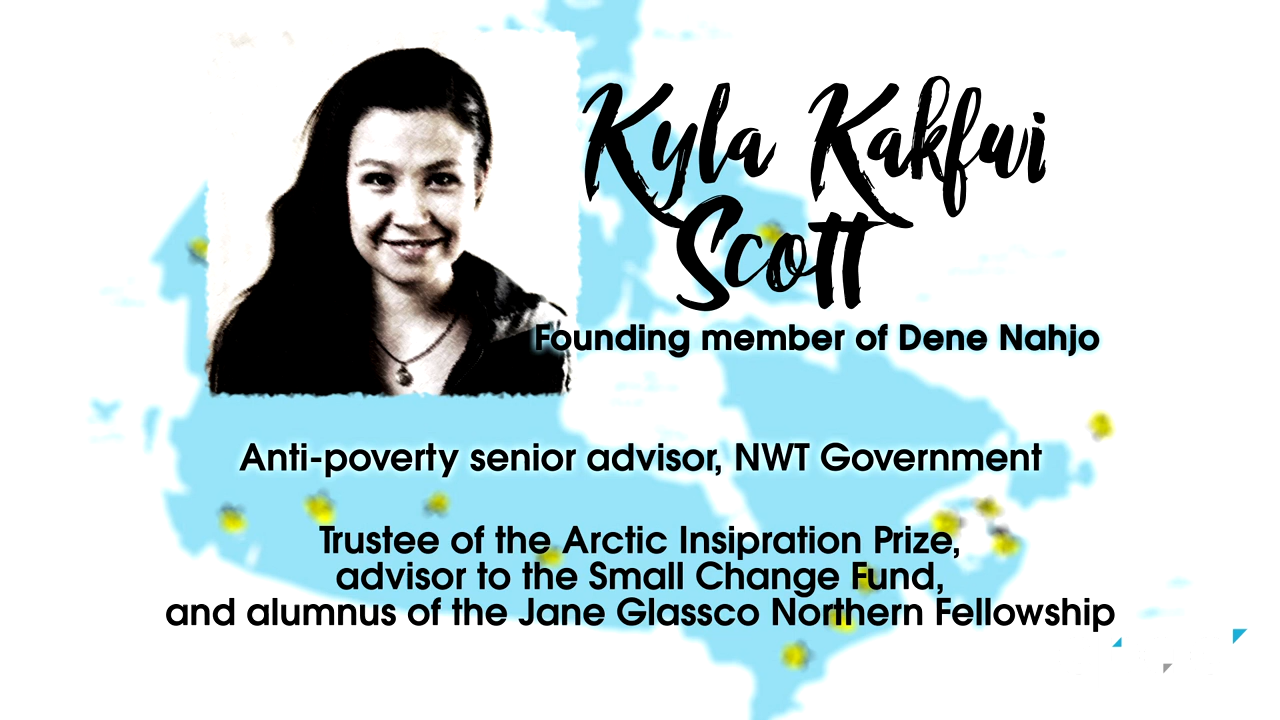 Kyla Kakfwi
Scott
Founding member of Dene Nahjo
Anti-poverty senior advisor, NWT Government
Trustee of the Arctic Insipration Prize,
advisor to the Small Change Fund,
and alumnus of the Jane Glassco Northern Fellowship